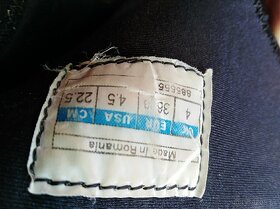 Made in Romania
UK EUR USA CM
4 36 4.5 22.5